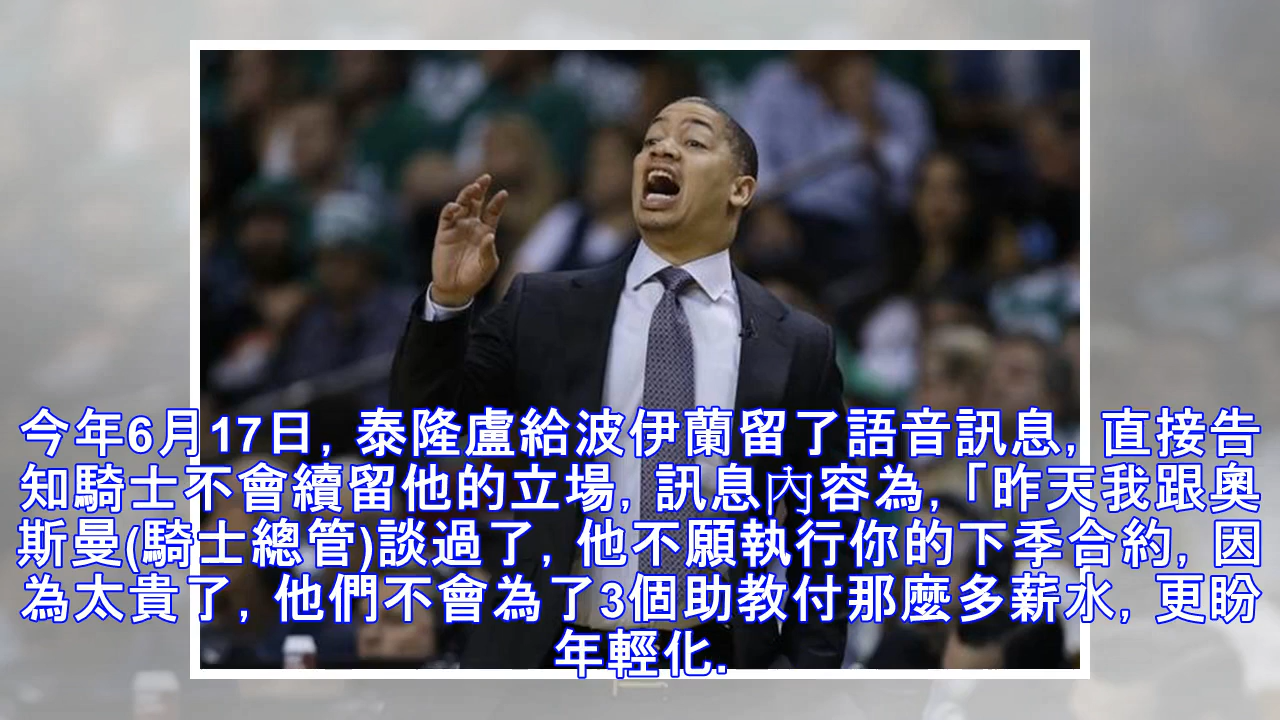 今年6月17日, 泰隆盧給波伊蘭留了語音訊息, 直接告
知騎士不會續留他的立場, 訊息內容為,「昨天我跟奧
斯曼(騎士總管)談過了, 他不願執行你的下季合約, 因
為太貴了, 他們不會為了3個助教付那麼多薪水, 更盼
年輕化.